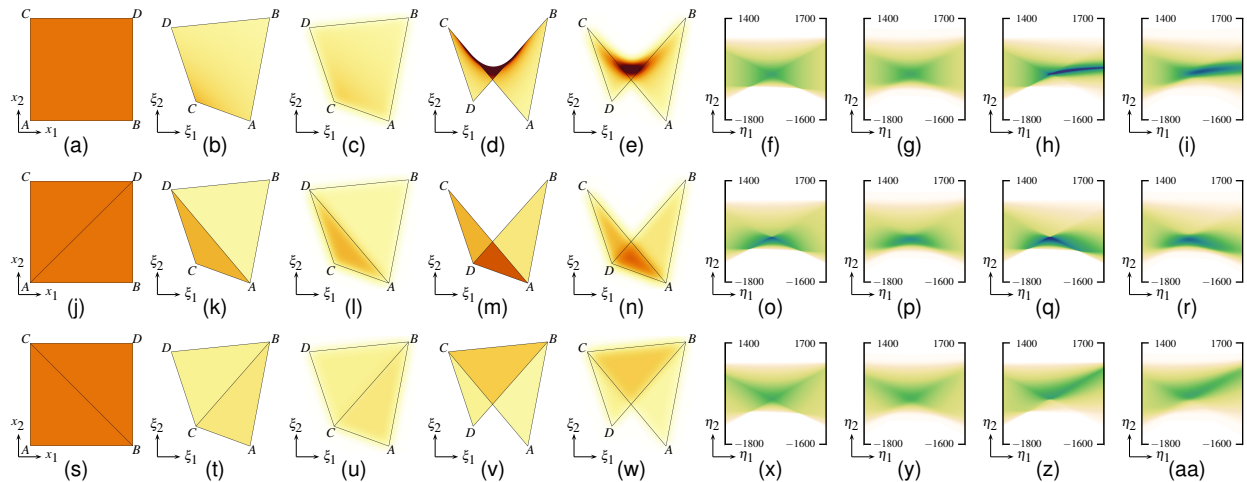 C D D B D B C B C B 1400 1700 1400 1700 1400 1700 1400 1700
x2 ξ2 C ξ2 C ξ2 D ξ2 D η2 η2 η2 η2
A x1 B ξ1 A ξ1 A ξ1 A ξ1 A −1800 η1 −1600 −1800 η1 −1600 −1800 η1 −1600 −1800 η1 −1600
(a) (b) (c) (d) (e) (f) (g) (h) (i)
C D D B D B C B C B 1400 1700 1400 1700 1400 1700 1400 1700
x2 ξ2 C ξ2 C ξ2 D ξ2 D η2 η2 η2 η2
A x1 B ξ1 A ξ1 A ξ1 A ξ1 A −1800 η1 −1600 −1800 η1 −1600 −1800 η1 −1600 −1800 η1 −1600
(j) (k) (l) (m) (n) (o) (p) (q) (r)
C D D B D B C B C B 1400 1700 1400 1700 1400 1700 1400 1700
x2 ξ2 C ξ2 C ξ2 D ξ2 D η2 η2 η2 η2
A x1 B ξ1 A ξ1 A ξ1 A ξ1 A −1800 η1 −1600 −1800 η1 −1600 −1800 η1 −1600 −1800 η1 −1600
(s) (t) (u) (v) (w) (x) (y) (z) (aa)